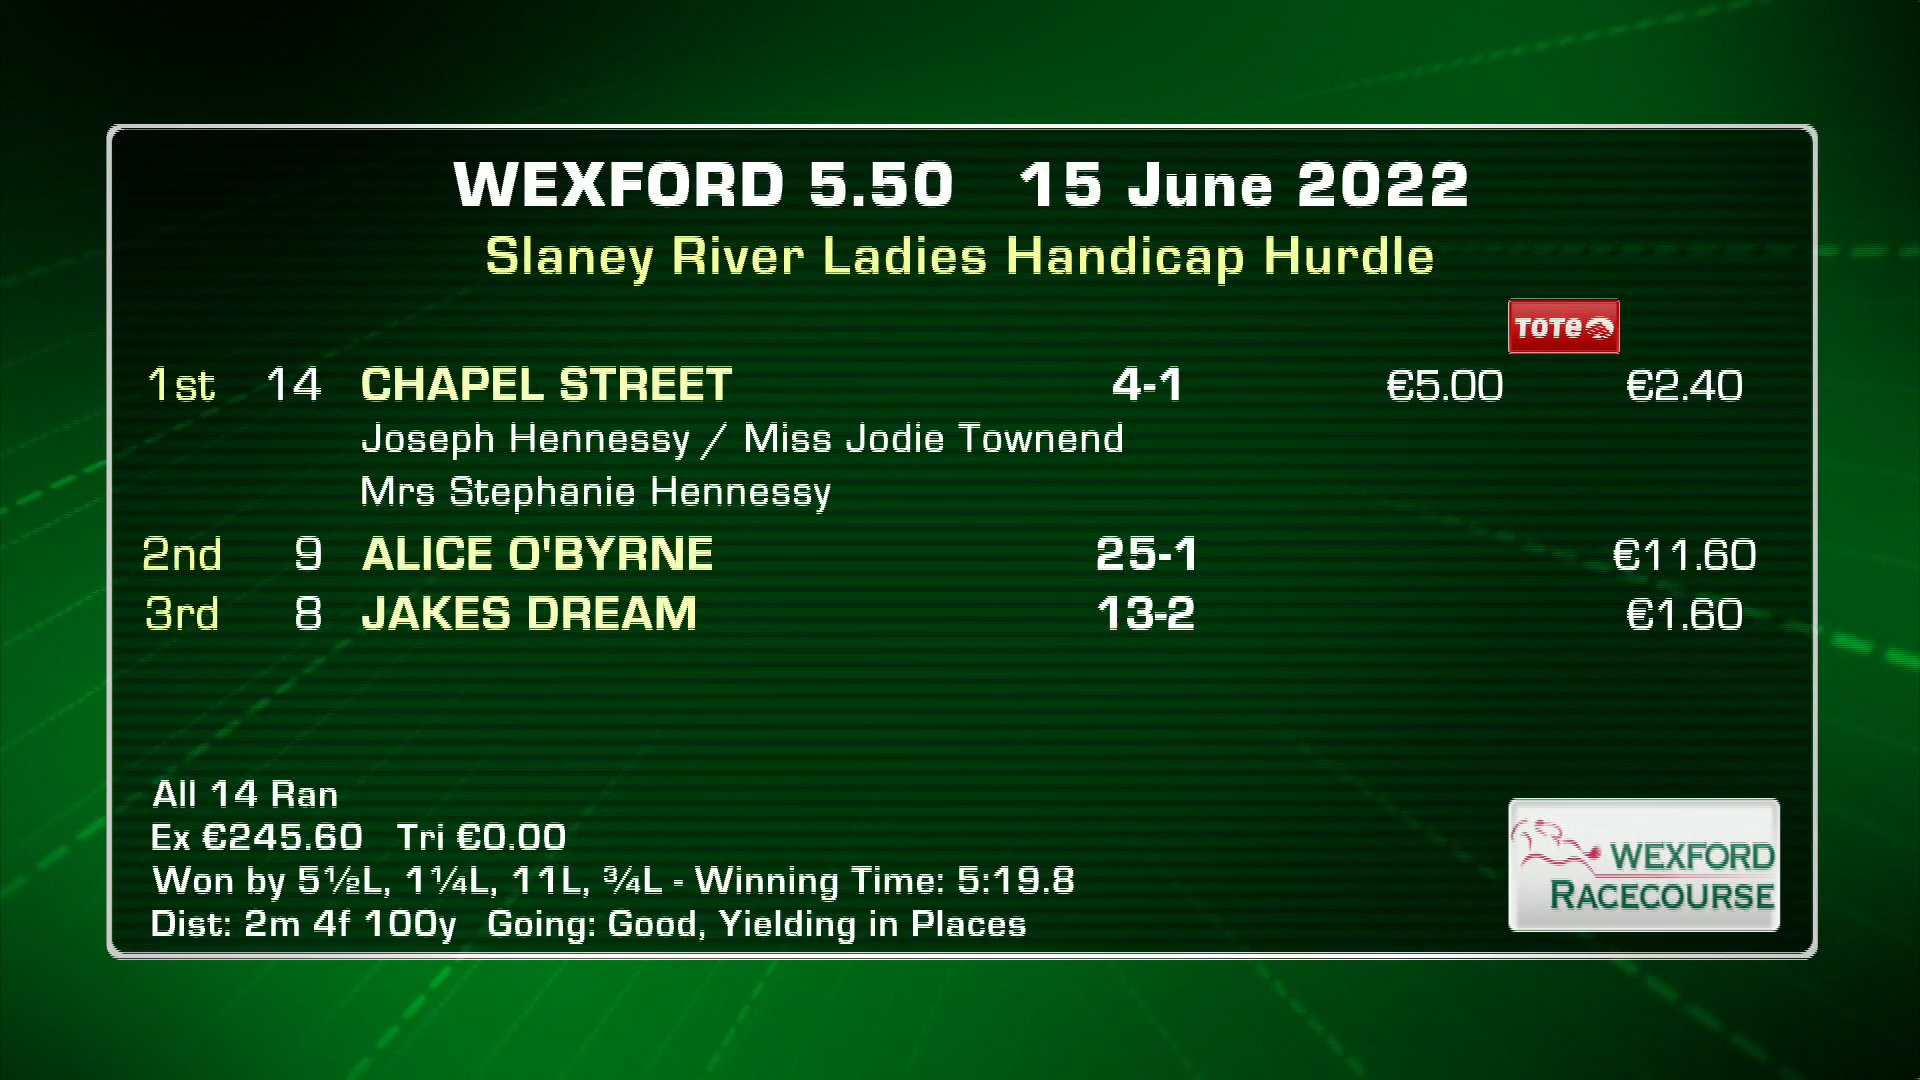 WEXFORD 5.50 15 June 2022
Slaney River Ladies Handicap Hurdle
TOTE
1st 14 CHAPEL STREET 4-1 €5.00 €2.40
Joseph Hennessy / Miss Jodie Townend
Mrs Stephanie Hennessy
2nd 9 ALICE O'BYRNE 25-1 €11.60
3rd 8 JAKES DREAM 13-2 €1.60
All 14 Ran
Ex €245.60 Tri €0.00
Won by 5½L, 1¼L, 11L, ¾L - Winning Time: 5:19.8
Dist: 2m 4f 100y Going: Good, Yielding in Places
WEXFORD
RACECOURSE